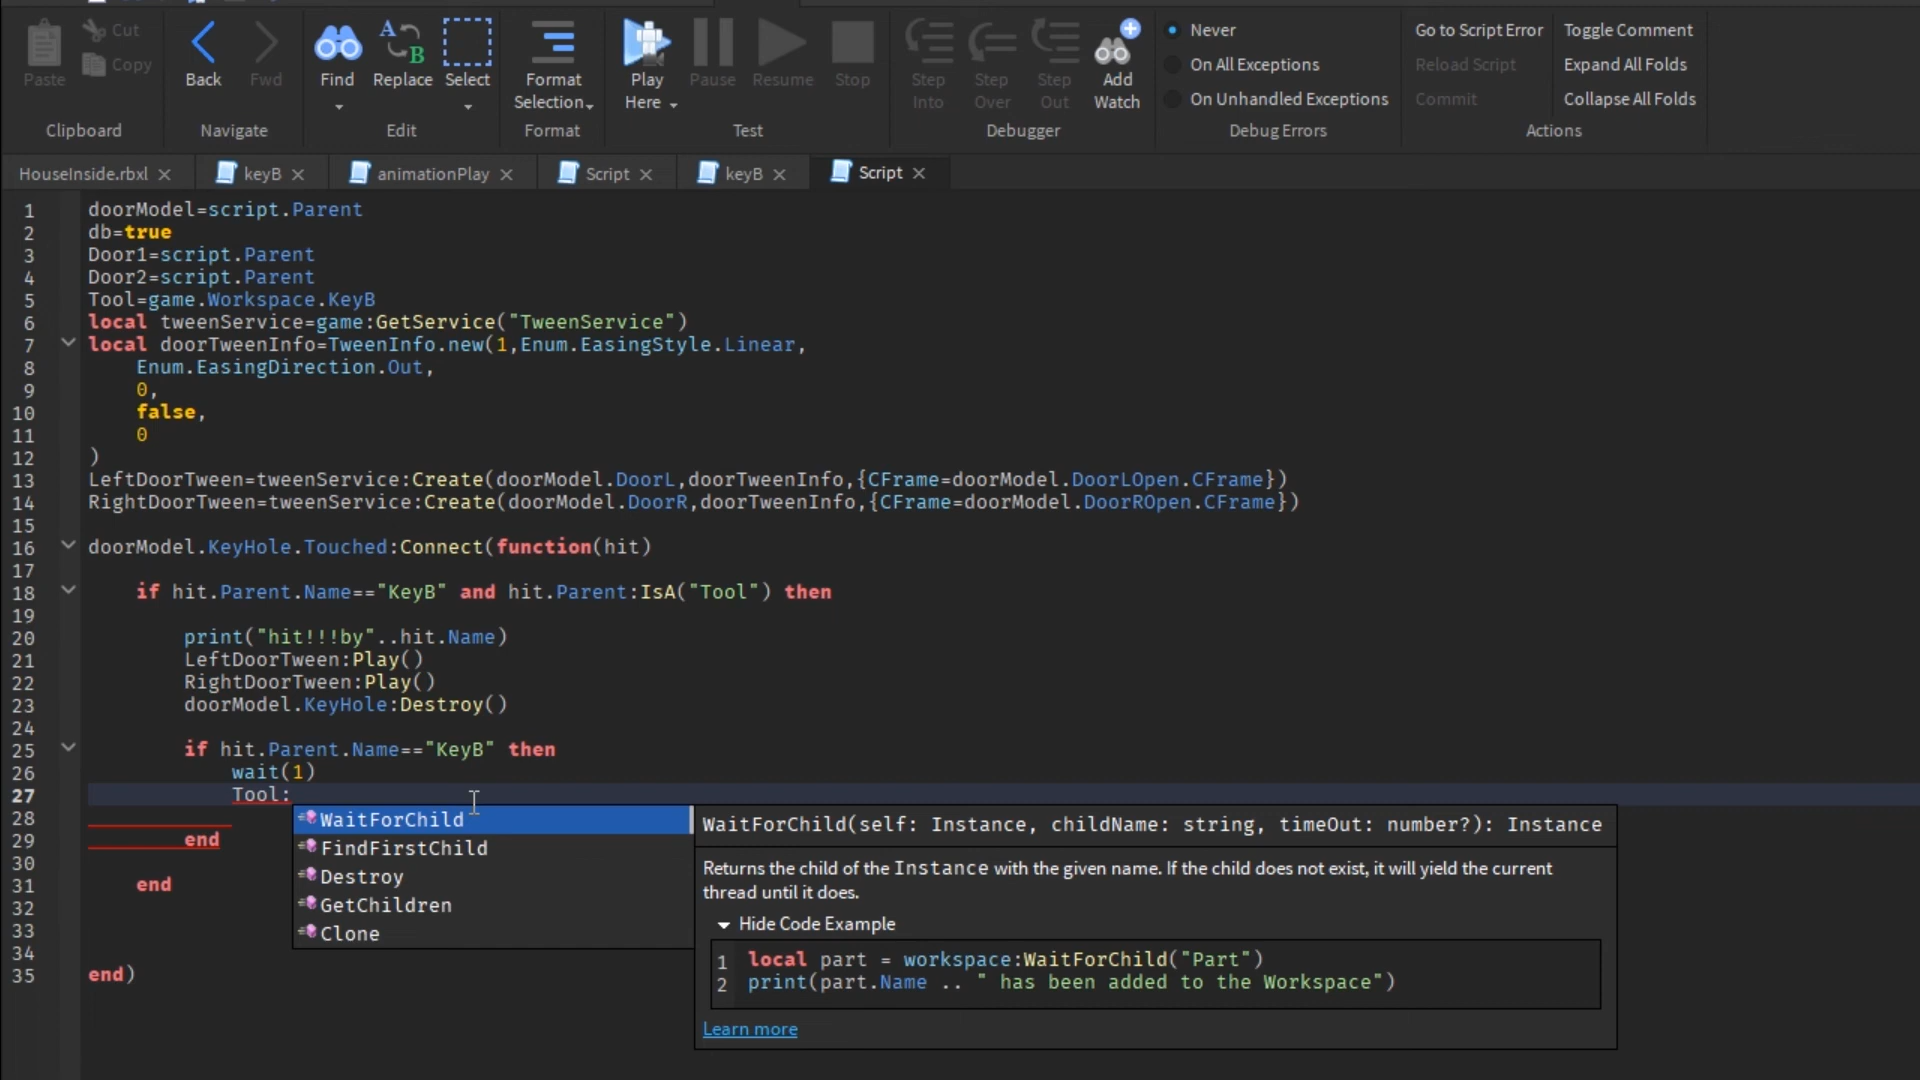 Paste
Cut
Copy
Clipboard
Back
Fwd
Navigate
Find
Replace
Select
Edit
Format
Selection
Format
Play
Here
Pause
Resume
Stop
Test
Step
Into
Step
Over
Step
Out
Add
Watch
Debugger
Never
On All Exceptions
On Unhandled Exceptions
Debug Errors
Go to Script Error
Reload Script
Commit
Toggle Comment
Expand All Folds
Collapse All Folds
Actions
HouseInside.rbxl
keyB
animationPlay
Script
keyB
Script
1 doorModel=script.Parent
2 db=true
3 Door1=script.Parent
4 Door2=script.Parent
5 Tool=game.Workspace.KeyB
6 local tweenService=game:GetService("TweenService")
7 local doorTweenInfo=TweenInfo.new(1,Enum.EasingStyle.Linear,
8 Enum.EasingDirection.Out,
9 0,
10 false,
11 0
12 )
13 LeftDoorTween=tweenService:Create(doorModel.DoorL,doorTweenInfo,{CFrame=doorModel.DoorLOpen.CFrame})
14 RightDoorTween=tweenService:Create(doorModel.DoorR,doorTweenInfo,{CFrame=doorModel.DoorROpen.CFrame})
15
16 doorModel.KeyHole.Touched:Connect(function(hit)
17
18 if hit.Parent.Name=="KeyB" and hit.Parent:IsA("Tool") then
19
20 print("hit!!!by"..hit.Name)
21 LeftDoorTween:Play()
22 RightDoorTween:Play()
23 doorModel.KeyHole:Destroy()
24
25 if hit.Parent.Name=="KeyB" then
26 wait(1)
27 Tool:
28
29 end
30
31 end
32
33
34
35 end)
WaitForChild
FindFirstChild
Destroy
GetChildren
Clone
WaitForChild(self: Instance, childName: string, timeOut: number?): Instance
Returns the child of the Instance with the given name. If the child does not exist, it will yield the current
thread until it does.
Hide Code Example
1 local part = workspace:WaitForChild("Part")
2 print(part.Name .. " has been added to the Workspace")
Learn more